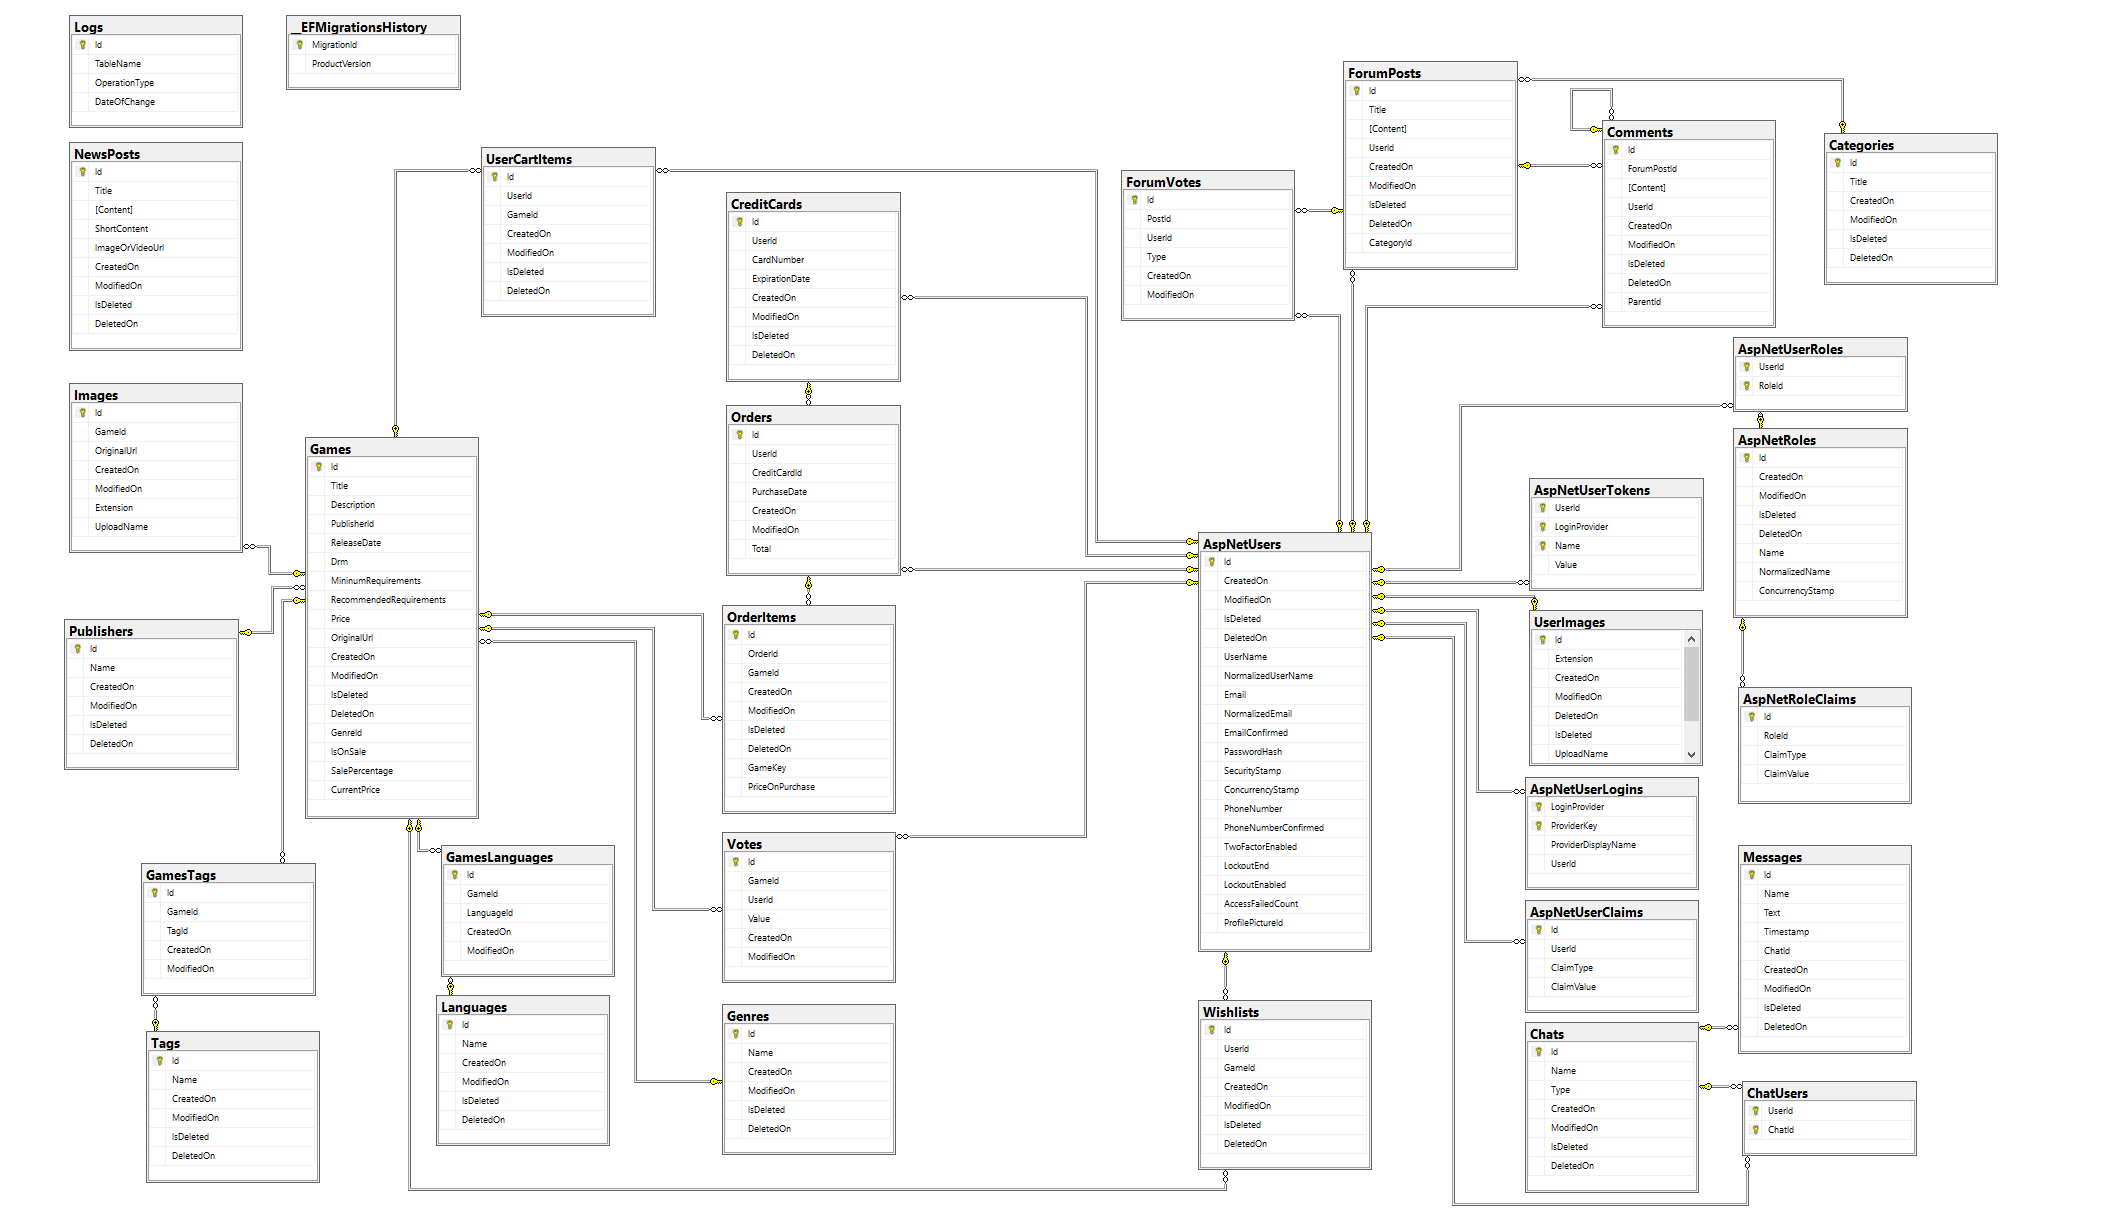 Logs
Id
TableName
OperationType
DateOfChange
__EFMigrationsHistory
MigrationId
ProductVersion
NewsPosts
Id
Title
[Content]
ShortContent
ImageOrVideoUrl
CreatedOn
ModifiedOn
IsDeleted
DeletedOn
Images
Id
GameId
OriginalUrl
CreatedOn
ModifiedOn
Extension
UploadName
Publishers
Id
Name
CreatedOn
ModifiedOn
IsDeleted
DeletedOn
GamesTags
Id
GameId
TagId
CreatedOn
ModifiedOn
Tags
Id
Name
CreatedOn
ModifiedOn
IsDeleted
DeletedOn
Games
Id
Title
Description
PublisherId
ReleaseDate
Drm
MininumRequirements
RecommendedRequirements
Price
OriginalUrl
CreatedOn
ModifiedOn
IsDeleted
DeletedOn
GenreId
IsOnSale
SalePercentage
CurrentPrice
GamesLanguages
Id
GameId
LanguageId
CreatedOn
ModifiedOn
Languages
Id
Name
CreatedOn
ModifiedOn
IsDeleted
DeletedOn
UserCartItems
Id
UserId
GameId
CreatedOn
ModifiedOn
IsDeleted
DeletedOn
CreditCards
Id
UserId
CardNumber
ExpirationDate
CreatedOn
ModifiedOn
IsDeleted
DeletedOn
Orders
Id
UserId
CreditCardId
PurchaseDate
CreatedOn
ModifiedOn
Total
OrderItems
Id
OrderId
GameId
CreatedOn
ModifiedOn
IsDeleted
DeletedOn
GameKey
PriceOnPurchase
Votes
Id
GameId
UserId
Value
CreatedOn
ModifiedOn
Genres
Id
Name
CreatedOn
ModifiedOn
IsDeleted
DeletedOn
ForumVotes
Id
PostId
UserId
Type
CreatedOn
ModifiedOn
ForumPosts
Id
Title
[Content]
UserId
CreatedOn
ModifiedOn
IsDeleted
DeletedOn
CategoryId
Comments
Id
ForumPostId
[Content]
UserId
CreatedOn
ModifiedOn
IsDeleted
DeletedOn
ParentId
Categories
Id
Title
CreatedOn
ModifiedOn
IsDeleted
DeletedOn
AspNetUsers
Id
CreatedOn
ModifiedOn
IsDeleted
DeletedOn
UserName
NormalizedUserName
Email
NormalizedEmail
EmailConfirmed
PasswordHash
SecurityStamp
ConcurrencyStamp
PhoneNumber
PhoneNumberConfirmed
TwoFactorEnabled
LockoutEnd
LockoutEnabled
AccessFailedCount
ProfilePictureId
Wishlists
Id
UserId
GameId
CreatedOn
ModifiedOn
IsDeleted
DeletedOn
AspNetUserRoles
UserId
RoleId
AspNetRoles
Id
CreatedOn
ModifiedOn
IsDeleted
DeletedOn
Name
NormalizedName
ConcurrencyStamp
AspNetUserTokens
UserId
LoginProvider
Name
Value
UserImages
Id
Extension
CreatedOn
ModifiedOn
DeletedOn
IsDeleted
UploadName
AspNetRoleClaims
Id
RoleId
ClaimType
ClaimValue
AspNetUserLogins
LoginProvider
ProviderKey
ProviderDisplayName
UserId
AspNetUserClaims
Id
UserId
ClaimType
ClaimValue
Messages
Id
Name
Text
Timestamp
ChatId
CreatedOn
ModifiedOn
IsDeleted
DeletedOn
Chats
Id
Name
Type
CreatedOn
ModifiedOn
IsDeleted
DeletedOn
ChatUsers
UserId
ChatId